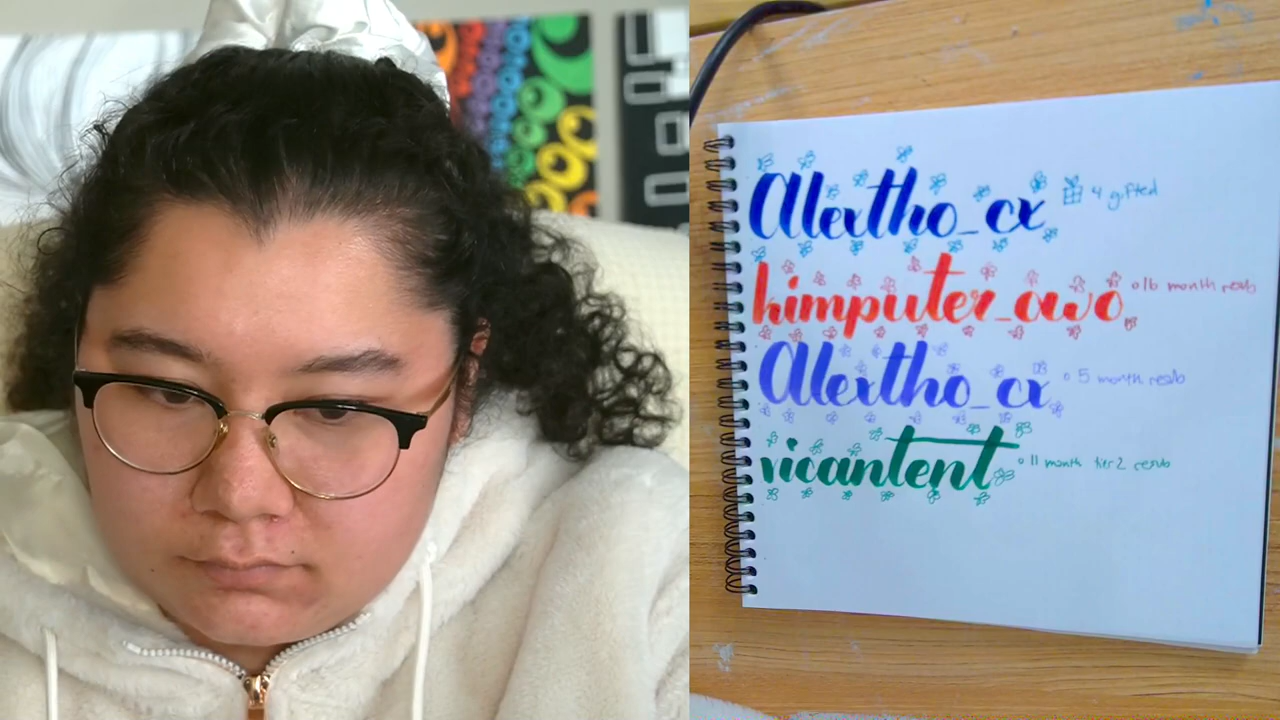 Alextho_cx 4 gifted
kimputer_owo 16 month resub
Alextho_cx 5 month resub
vicantent 11 month tier 2 resub